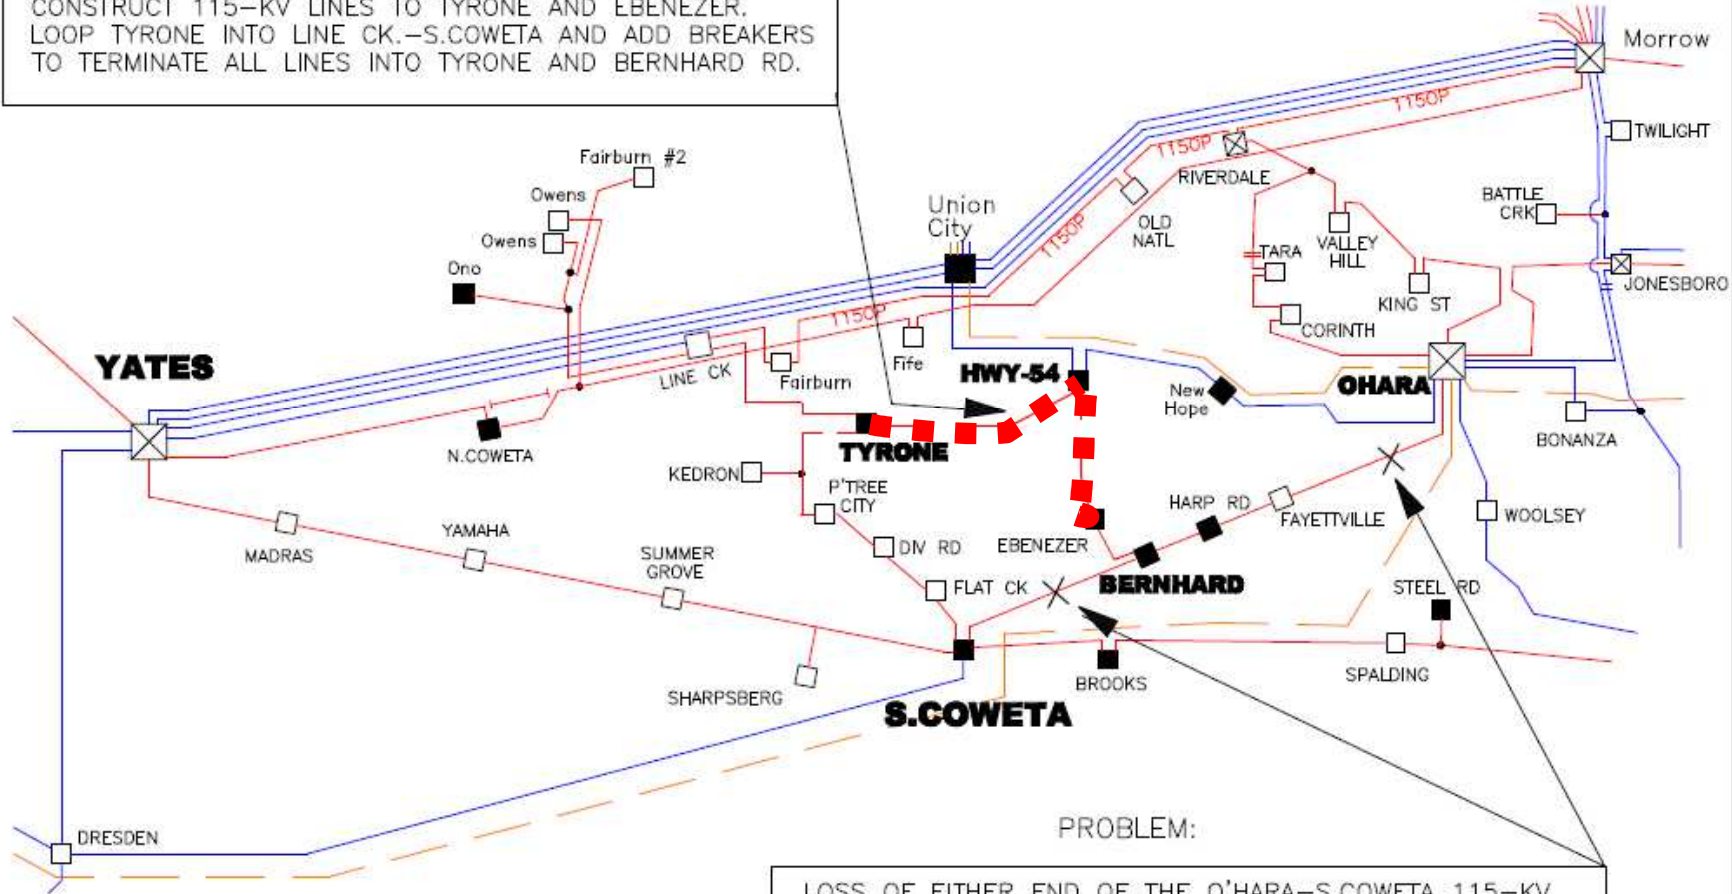 CONSTRUCT 115-KV LINES TO TYRONE AND EBENEZER.
LOOP TYRONE INTO LINE CK.-S.COWETA AND ADD BREAKERS
TO TERMINATE ALL LINES INTO TYRONE AND BERNHARD RD.
Morrow
1150P
TWILIGHT
1150P
RIVERDALE
Fairburn #2
Owens
Owens
Ono
Union
City
1150P
OLD
NATL
BATTLE
CRK
VALLEY
HILL
TARA
KING ST
JONESBORO
CORINTH
1150P
YATES
LINE CK
Fairburn
Fife
HWY-54
New
Hope
OHARA
BONANZA
N.COWETA
TYRONE
KEDRON
P'TREE
CITY
HARP RD
FAYETTVILLE
WOOLSEY
MADRAS
YAMAHA
SUMMER
GROVE
DIV RD
EBENEZER
FLAT CK
BERNHARD
STEEL RD
SHARPSBERG
BROOKS
SPALDING
S.COWETA
DRESDEN
PROBLEM:
LOSS OF EITHER END OF THE O'HARA-S.COWETA 115-KV